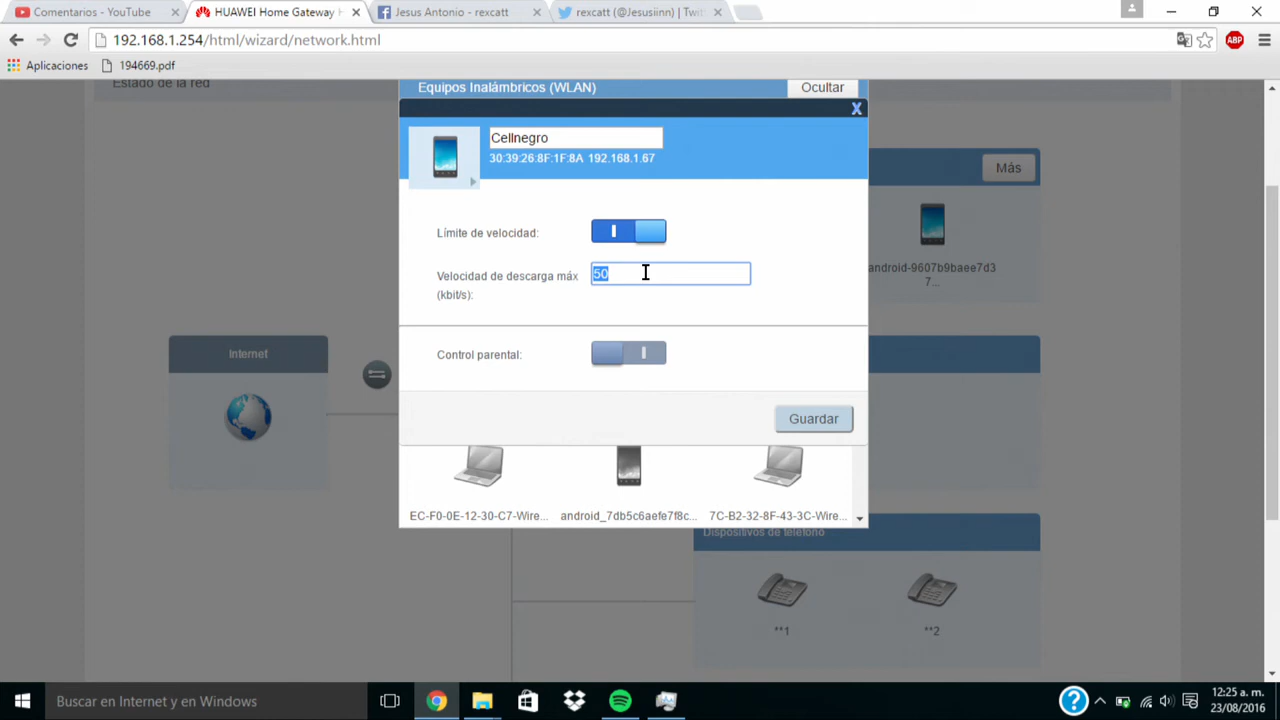 Comentarios - YouTube
HUAWEI Home Gateway
Jesus Antonio - rexcatt
rexcatt (@Jesusiinn) | Twit
192.168.1.254/html/wizard/network.html
ABP
Aplicaciones
194669.pdf
Estado de la red
Equipos Inalámbricos (WLAN)
Ocultar
X
Cellnegro
30:39:26:8F:1F:8A 192.168.1.67
Más
Límite de velocidad:
Velocidad de descarga máx
(kbit/s):
50
android-9607b9baee7d3
7...
Internet
Control parental:
Guardar
EC-F0-0E-12-30-C7-Wire...
android_7db5c6aefe7f8c...
7C-B2-32-8F-43-3C-Wire...
Dispositivos de teléfono
**1
**2
Buscar en Internet y en Windows
12:25 a. m.
23/08/2016